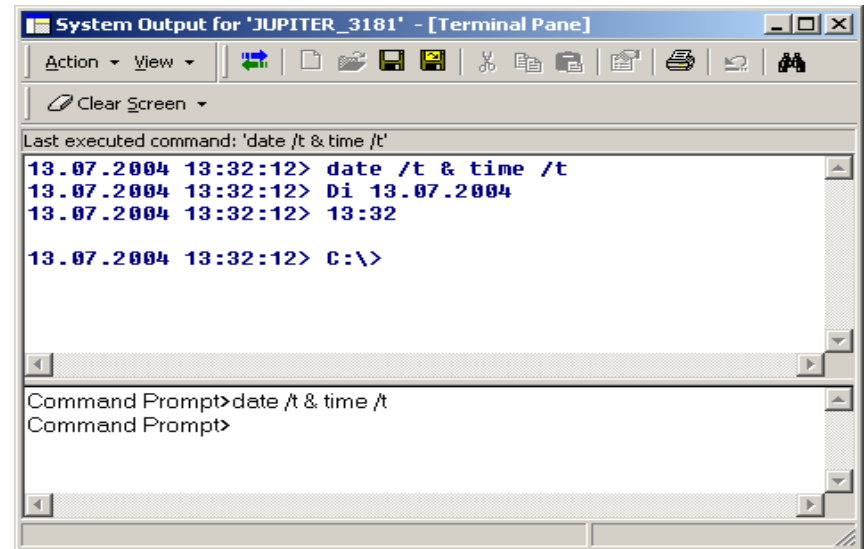 System Output for 'JUPITER_3181' - [Terminal Pane]
Action View
Clear Screen
Last executed command: 'date /t & time /t'
13.07.2004 13:32:12> date /t & time /t
13.07.2004 13:32:12> Di 13.07.2004
13.07.2004 13:32:12> 13:32
13.07.2004 13:32:12> C:\>
Command Prompt>date /t & time /t
Command Prompt>